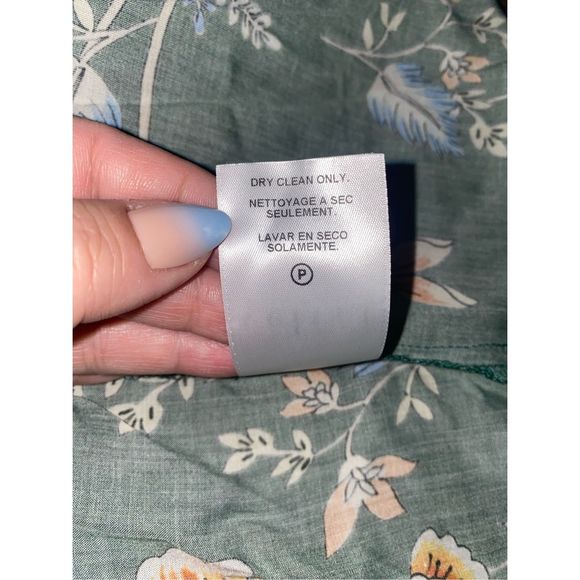 DRY CLEAN ONLY.
NETTOYAGE A SEC
SEULEMENT.
LAVAR EN SECO
SOLAMENTE.
P